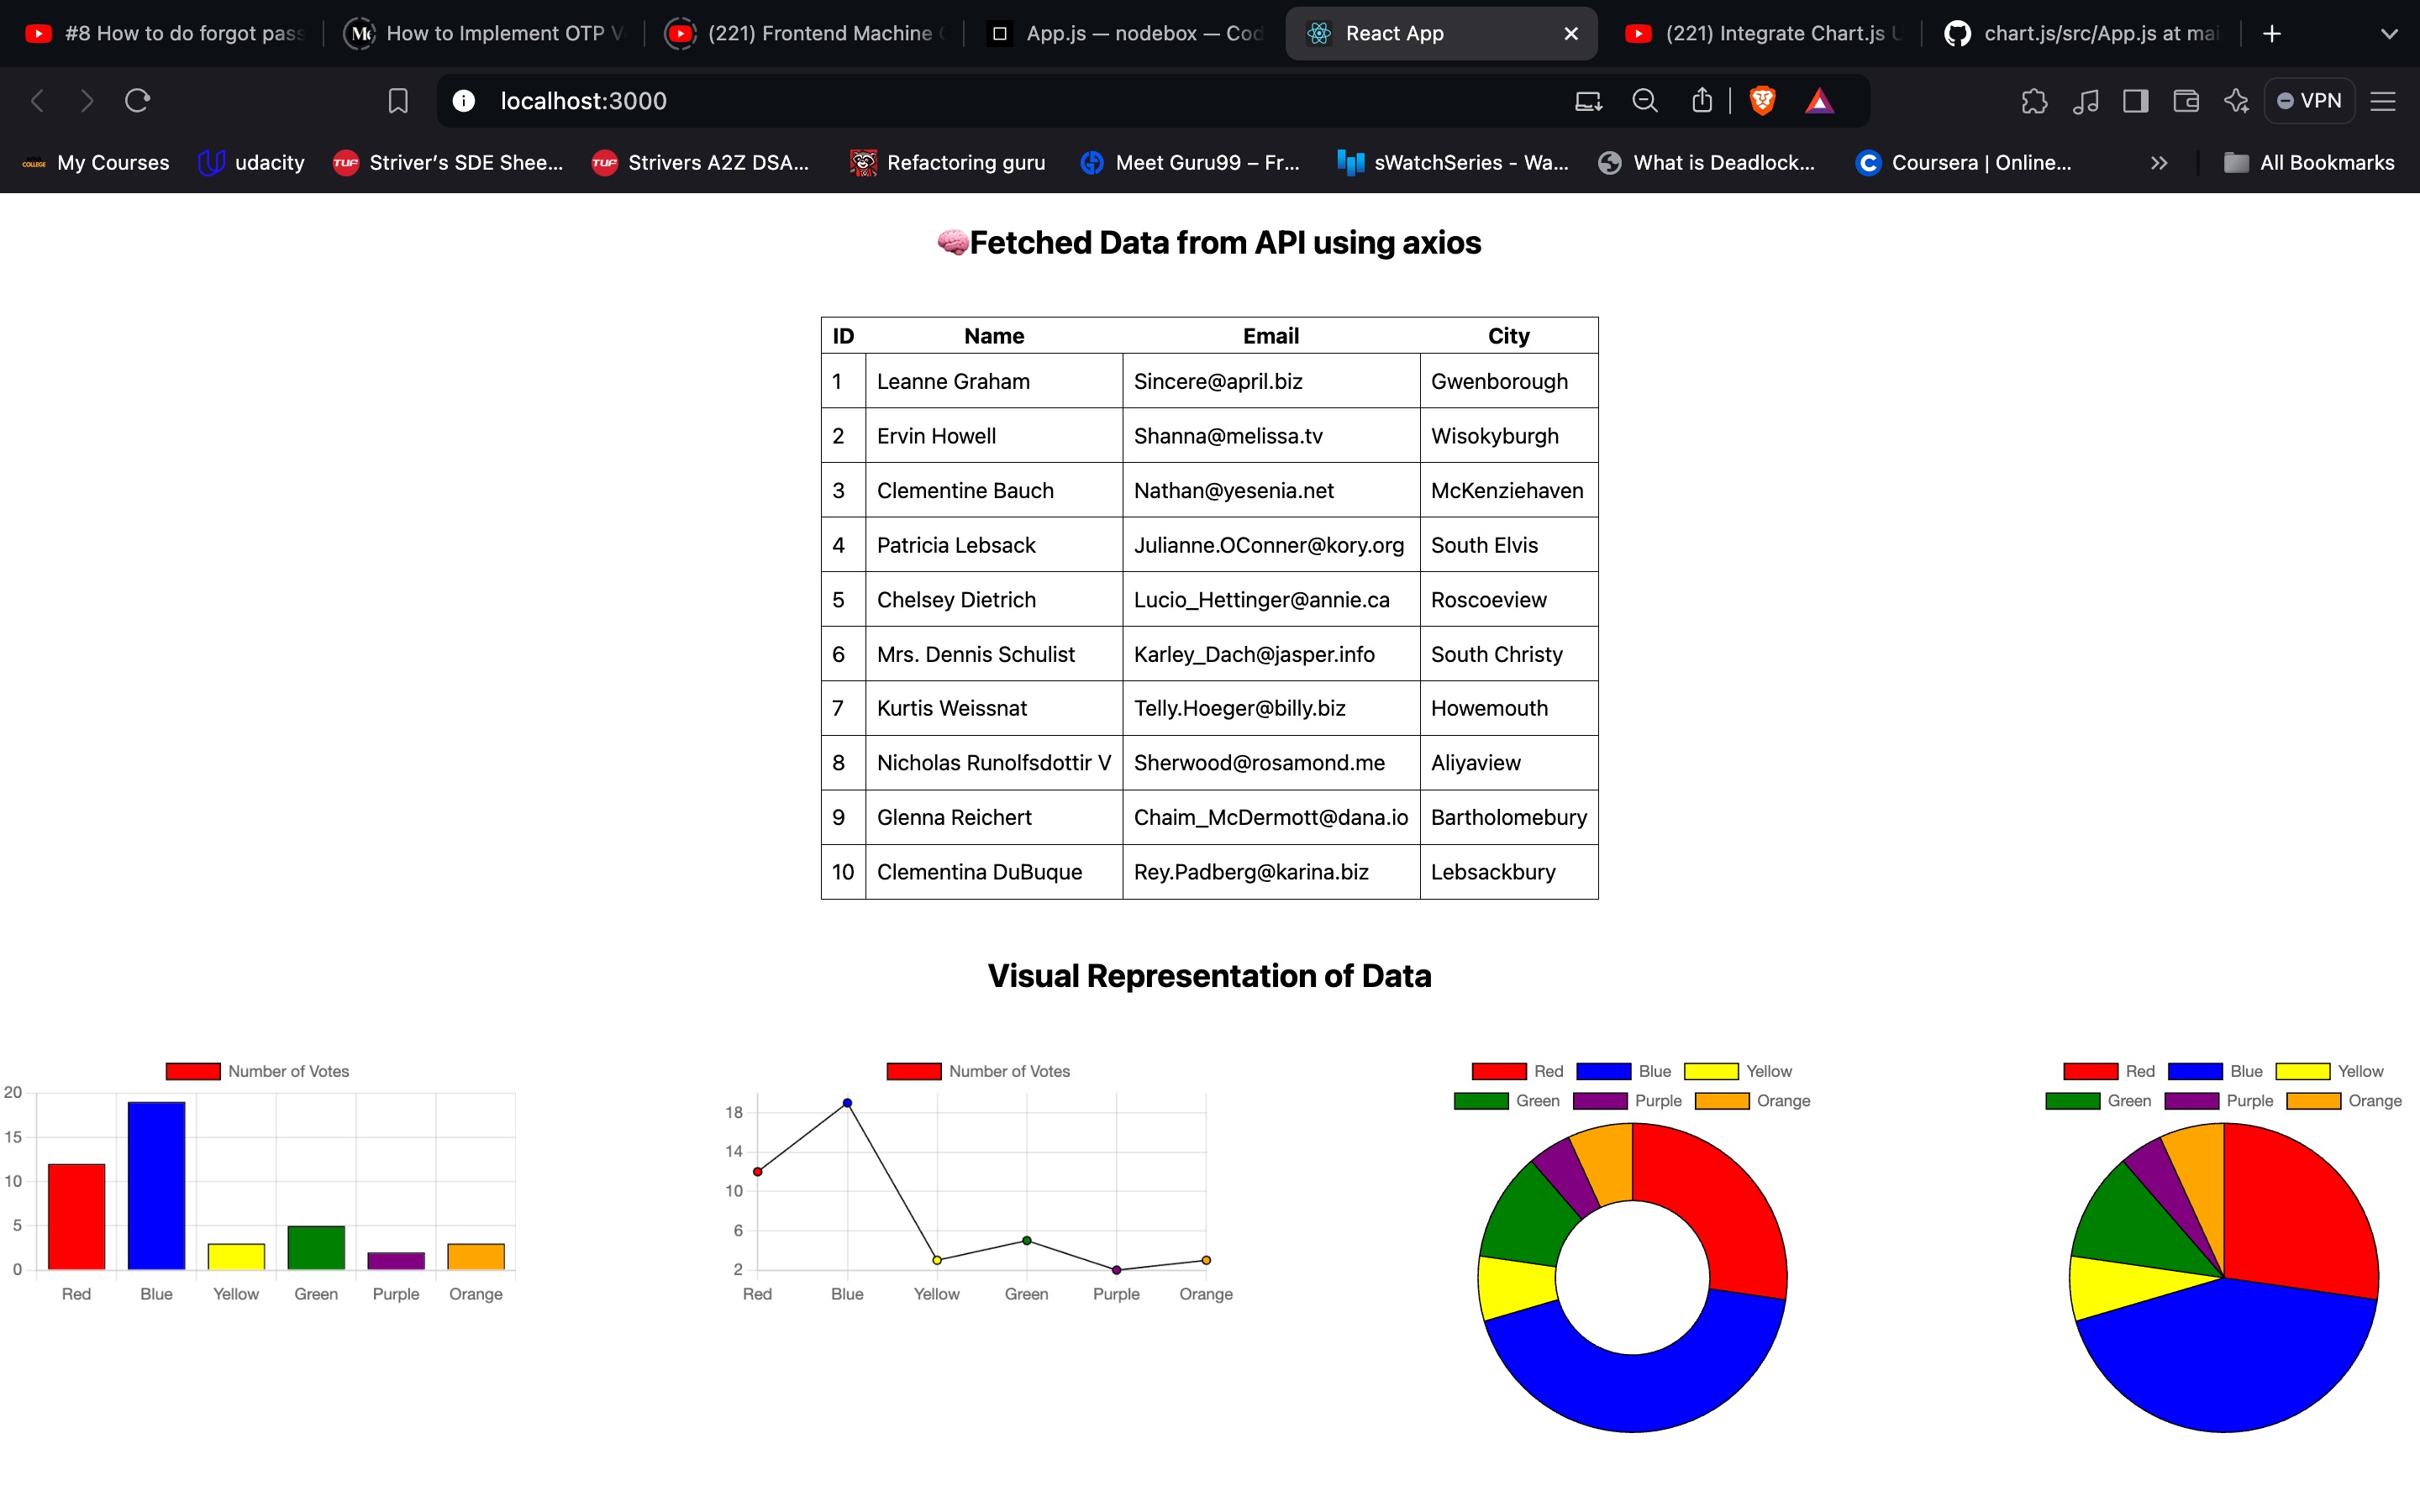 #8 How to do forgot pass
How to Implement OTP V
(221) Frontend Machine
App.js — nodebox — Cod
React App
(221) Integrate Chart.js U
chart.js/src/App.js at mai
localhost:3000
VPN
My Courses
udacity
TUF Striver's SDE Shee...
TUF Strivers A2Z DSA...
Refactoring guru
Meet Guru99 – Fr...
sWatchSeries - Wa...
What is Deadlock...
Coursera | Online...
All Bookmarks
🧠Fetched Data from API using axios
ID Name Email City
1 Leanne Graham Sincere@april.biz Gwenborough
2 Ervin Howell Shanna@melissa.tv Wisokyburgh
3 Clementine Bauch Nathan@yesenia.net McKenziehaven
4 Patricia Lebsack Julianne.OConner@kory.org South Elvis
5 Chelsey Dietrich Lucio_Hettinger@annie.ca Roscoeview
6 Mrs. Dennis Schulist Karley_Dach@jasper.info South Christy
7 Kurtis Weissnat Telly.Hoeger@billy.biz Howemouth
8 Nicholas Runolfsdottir V Sherwood@rosamond.me Aliyaview
9 Glenna Reichert Chaim_McDermott@dana.io Bartholomebury
10 Clementina DuBuque Rey.Padberg@karina.biz Lebsackbury
Visual Representation of Data
Number of Votes
20
15
10
5
0
Red Blue Yellow Green Purple Orange
Number of Votes
18
14
10
6
2
Red Blue Yellow Green Purple Orange
Red Blue Yellow
Green Purple Orange
Red Blue Yellow
Green Purple Orange